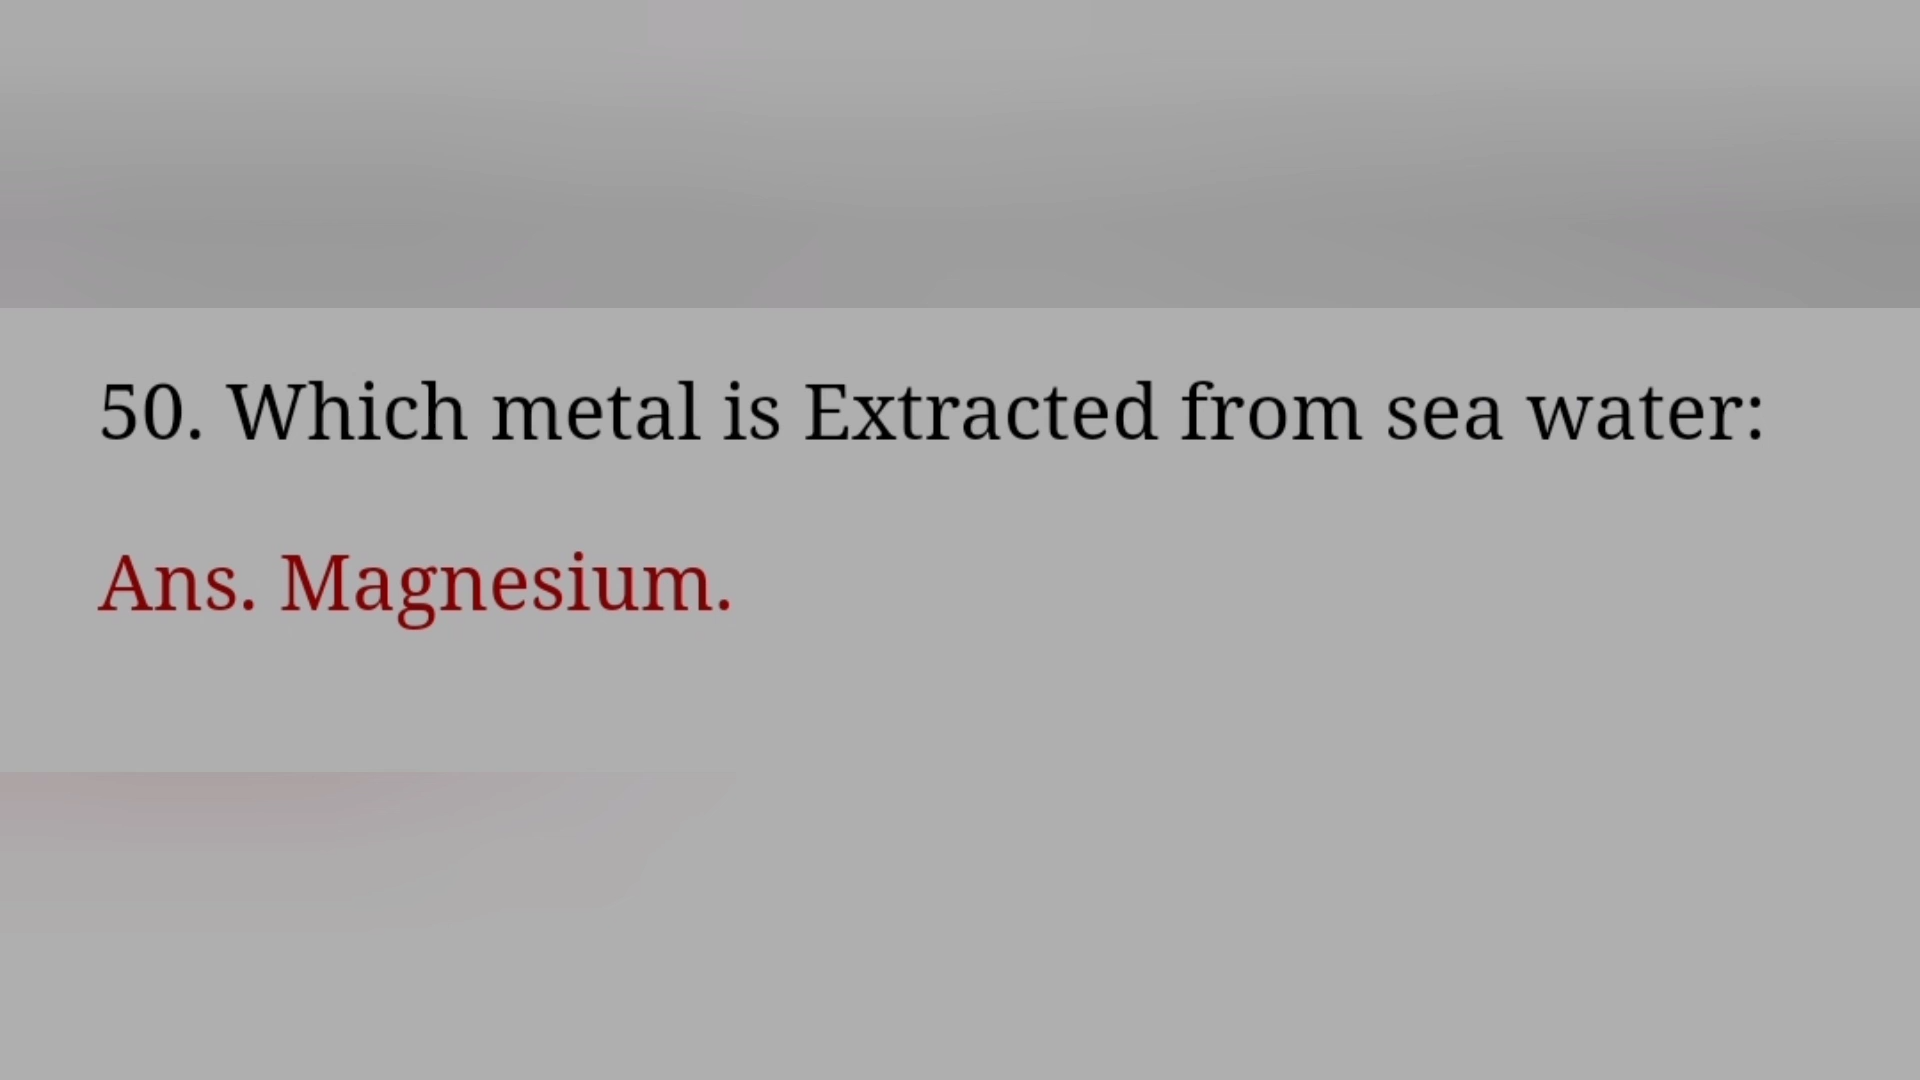 50. Which metal is Extracted from sea water:
Ans. Magnesium.